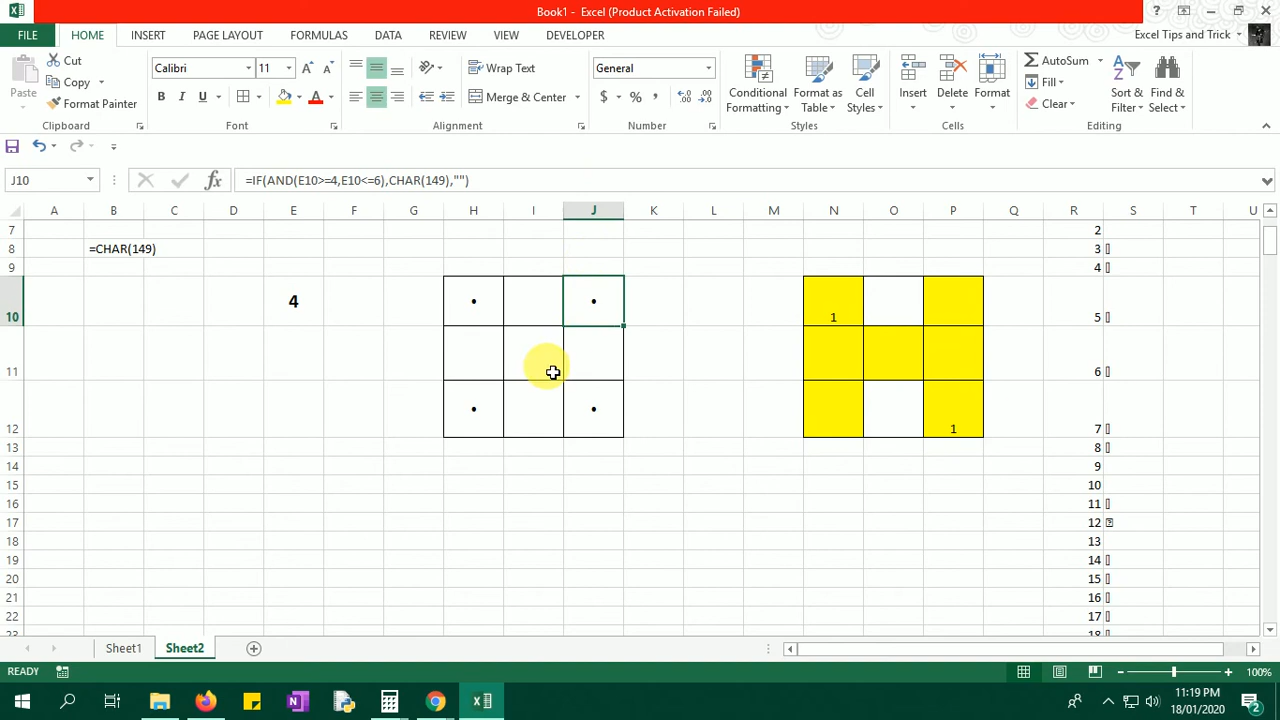 Book1 - Excel (Product Activation Failed)
FILE HOME INSERT PAGE LAYOUT FORMULAS DATA REVIEW VIEW DEVELOPER Excel Tips and Trick
Paste
Cut
Copy
Format Painter
Clipboard
Calibri 11
B I U
Font
Wrap Text
Merge & Center
Alignment
General
$ % ,
Number
Conditional Formatting
Format as Table
Cell Styles
Styles
Insert Delete Format
Cells
AutoSum
Fill
Clear
Sort & Filter
Find & Select
Editing
J10 fx =IF(AND(E10>=4,E10<=6),CHAR(149),"")
A B C D E F G H I J K L M N O P Q R S T U
7 2
8 =CHAR(149) 3
9 4
10 4 • • 1 5
11 6
12 • • 1 7
13 8
14 9
15 10
16 11
17 12
18 13
19 14
20 15
21 16
22 17
23 18
Sheet1 Sheet2
READY 100%
11:19 PM
18/01/2020
2